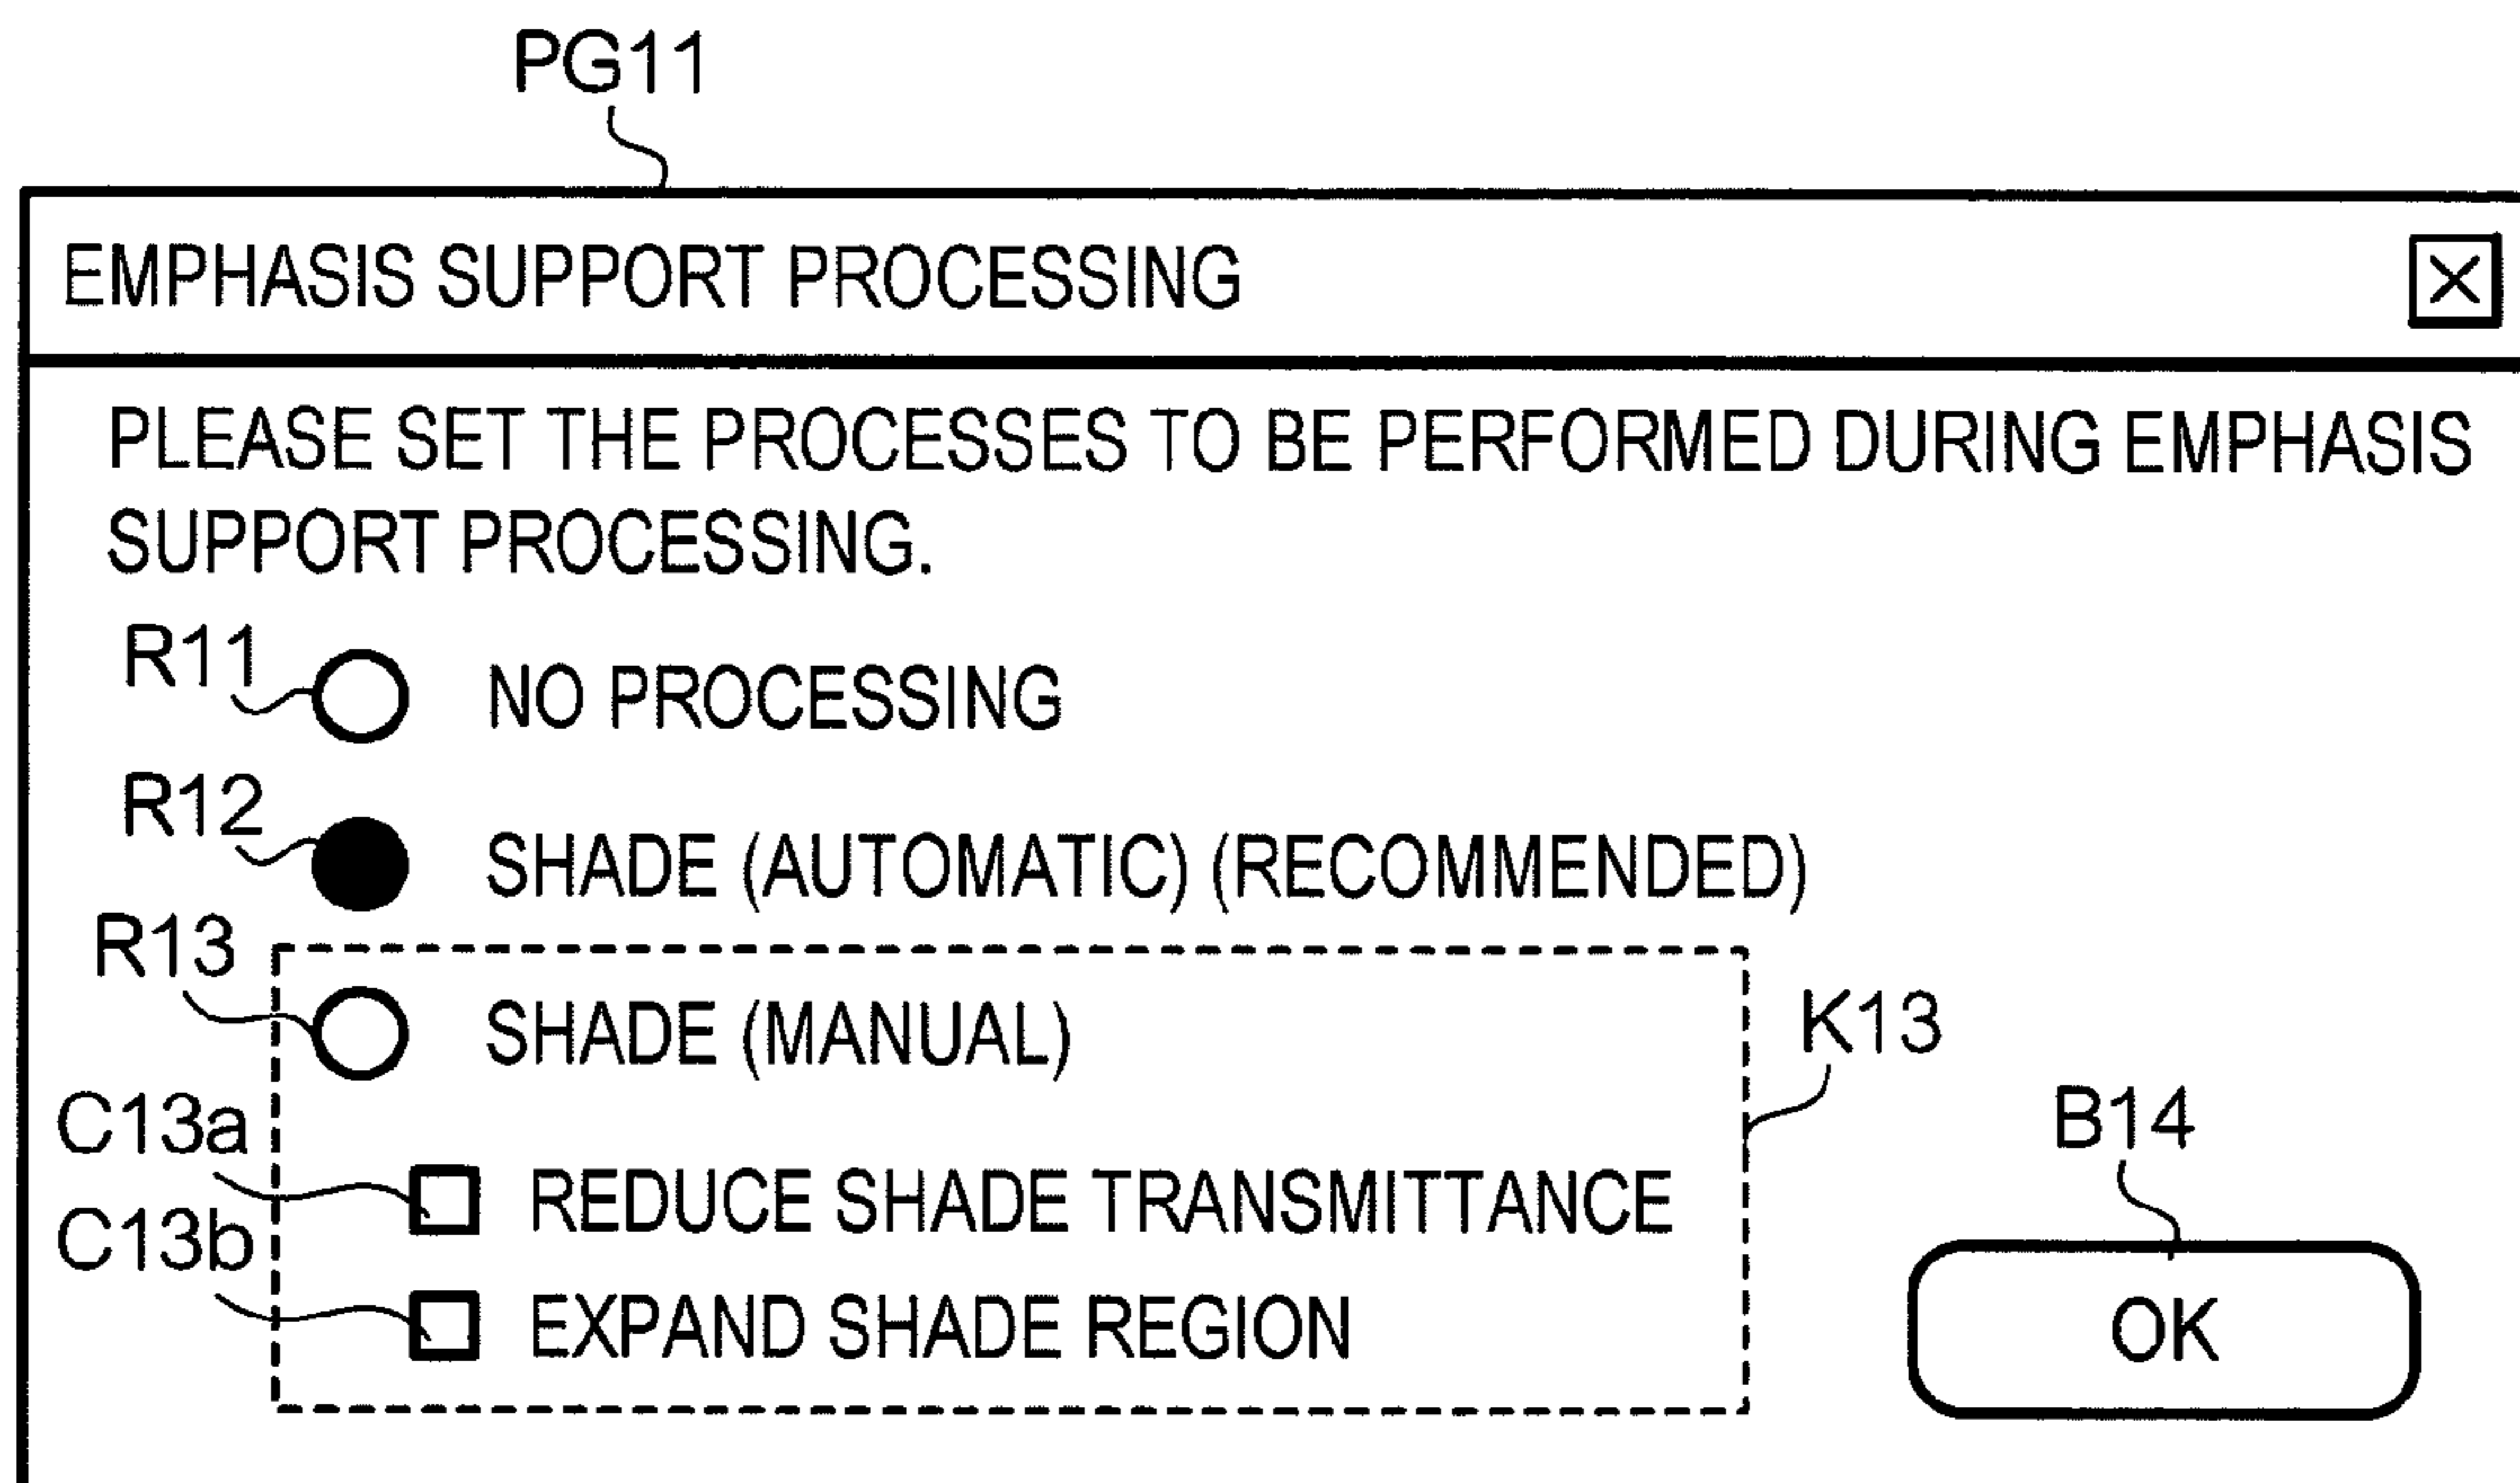 PG11
EMPHASIS SUPPORT PROCESSING
PLEASE SET THE PROCESSES TO BE PERFORMED DURING EMPHASIS
SUPPORT PROCESSING.
R11 NO PROCESSING
R12 SHADE (AUTOMATIC) (RECOMMENDED)
R13 SHADE (MANUAL)
K13
C13a REDUCE SHADE TRANSMITTANCE
C13b EXPAND SHADE REGION
B14
OK